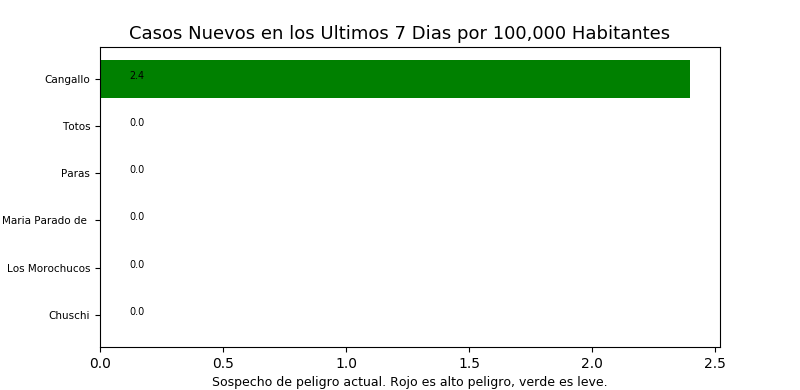 Casos Nuevos en los Ultimos 7 Dias por 100,000 Habitantes
Cangallo
2.4
Totos
0.0
Paras
0.0
Maria Parado de
0.0
Los Morochucos
0.0
Chuschi
0.0
0.0 0.5 1.0 1.5 2.0 2.5
Sospecho de peligro actual. Rojo es alto peligro, verde es leve.